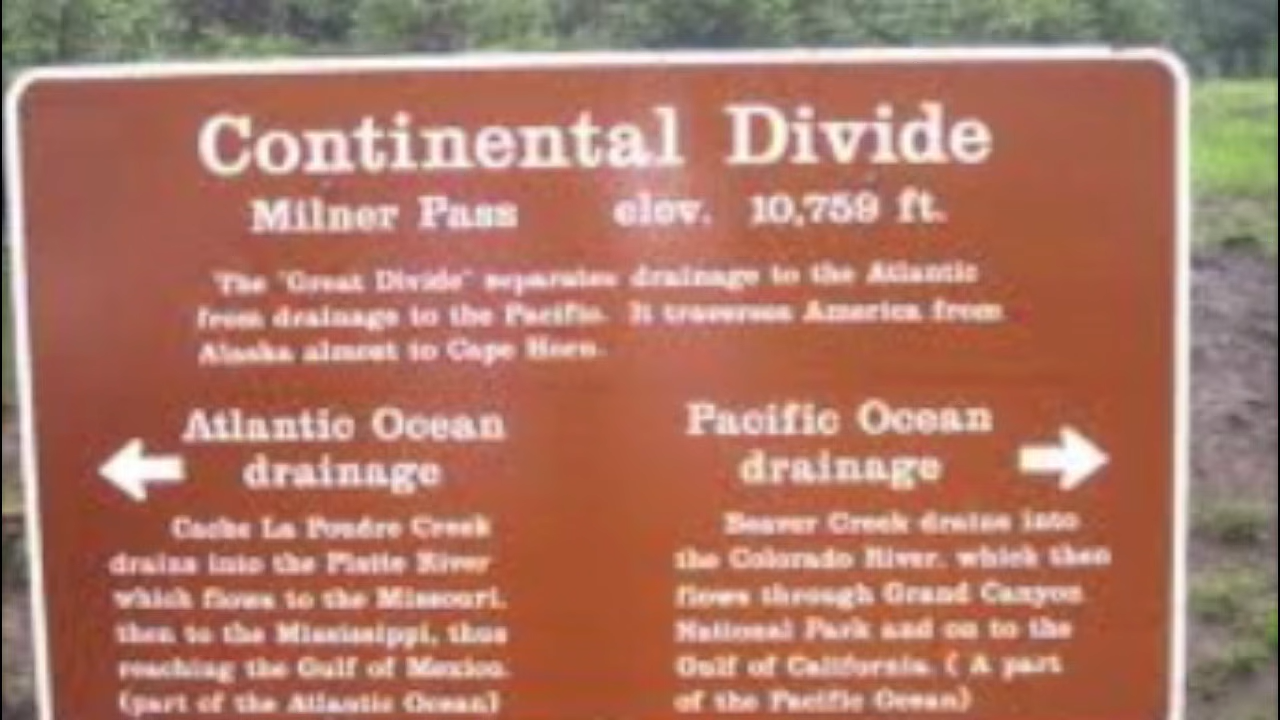 Continental Divide
Milner Pass elev. 10,759 ft.
The "Great Divide" separates drainage to the Atlantic
from drainage to the Pacific. It traverses America from
Alaska almost to Cape Horn.
Atlantic Ocean
drainage
Cache La Poudre Creek
drains into the Platte River
which flows to the Missouri,
then to the Mississippi, thus
reaching the Gulf of Mexico.
(part of the Atlantic Ocean)
Pacific Ocean
drainage
Beaver Creek drains into
the Colorado River, which then
flows through Grand Canyon
National Park and on to the
Gulf of California. ( A part
of the Pacific Ocean)